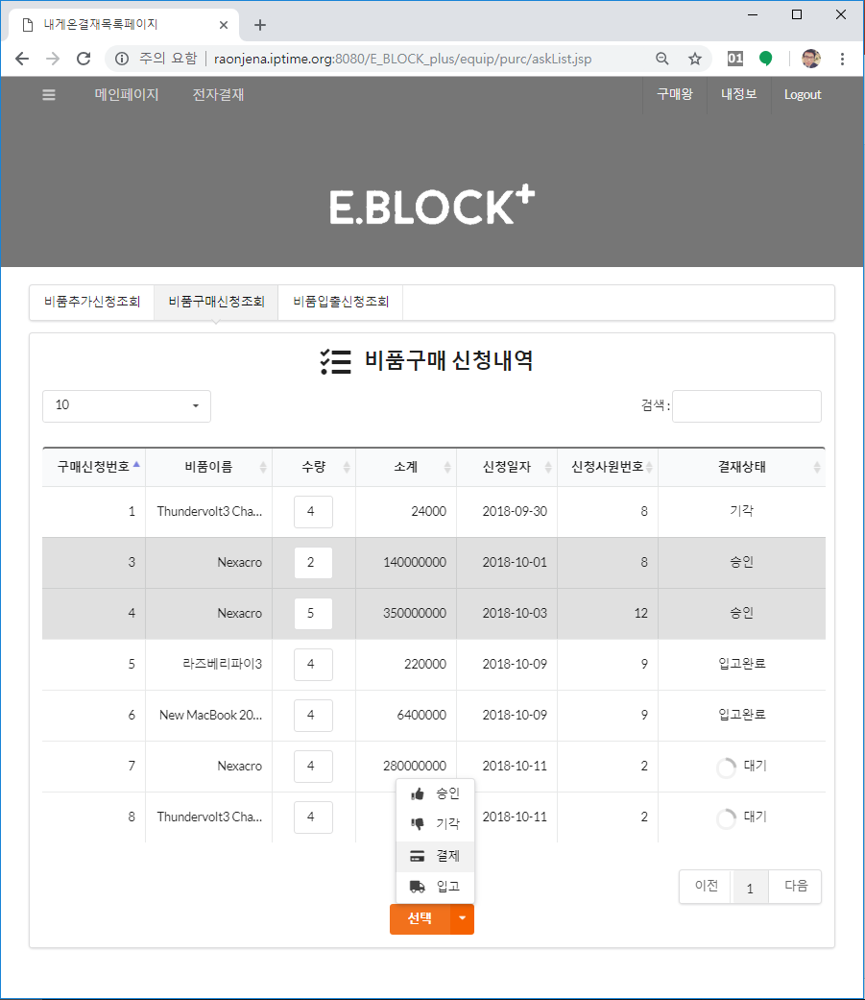 내게온결재목록페이지
주의 요함 raonjena.iptime.org:8080/E_BLOCK_plus/equip/purc/askList.jsp 01
메인페이지 전자결재 구매왕 내정보 Logout
E.BLOCK+
비품추가신청조회 비품구매신청조회 비품입출신청조회
비품구매 신청내역
10 검색 :
구매신청번호 비품이름 수량 소계 신청일자 신청사원번호 결재상태
1 Thundervolt3 Cha... 4 24000 2018-09-30 8 기각
3 Nexacro 2 140000000 2018-10-01 8 승인
4 Nexacro 5 350000000 2018-10-03 12 승인
5 라즈베리파이3 4 220000 2018-10-09 9 입고완료
6 New MacBook 20... 4 6400000 2018-10-09 9 입고완료
7 Nexacro 4 280000000 2018-10-11 2 대기
8 Thundervolt3 Cha... 4 2018-10-11 2 대기
승인
기각
결제
입고
이전 1 다음
선택